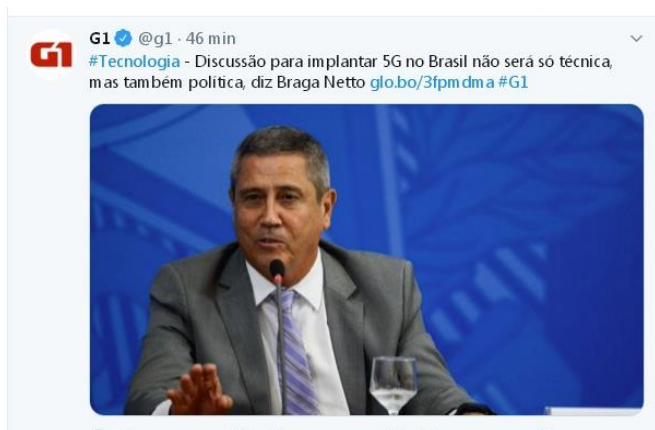 G1
G1 @g1 · 46 min
#Tecnologia - Discussão para implantar 5G no Brasil não será só técnica,
mas também política, diz Braga Netto glo.bo/3fpmdma #G1